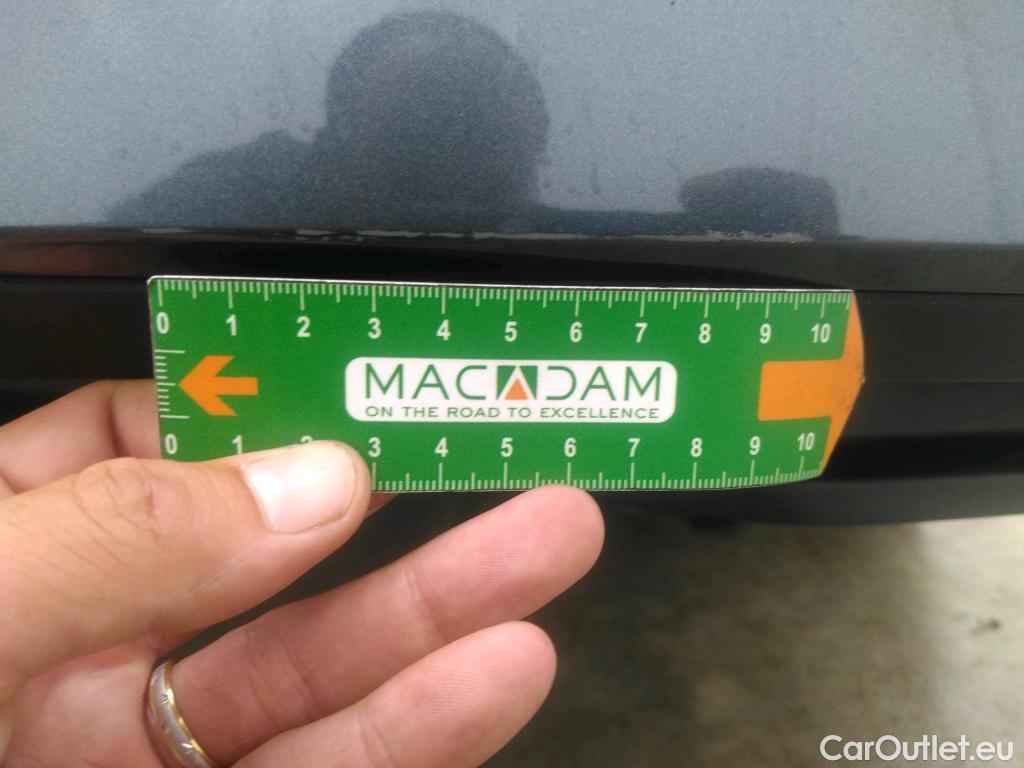 0 1 2 3 4 5 6 7 8 9 10
MACADAM
ON THE ROAD TO EXCELLENCE
0 1 2 3 4 5 6 7 8 9 10
CarOutlet.eu